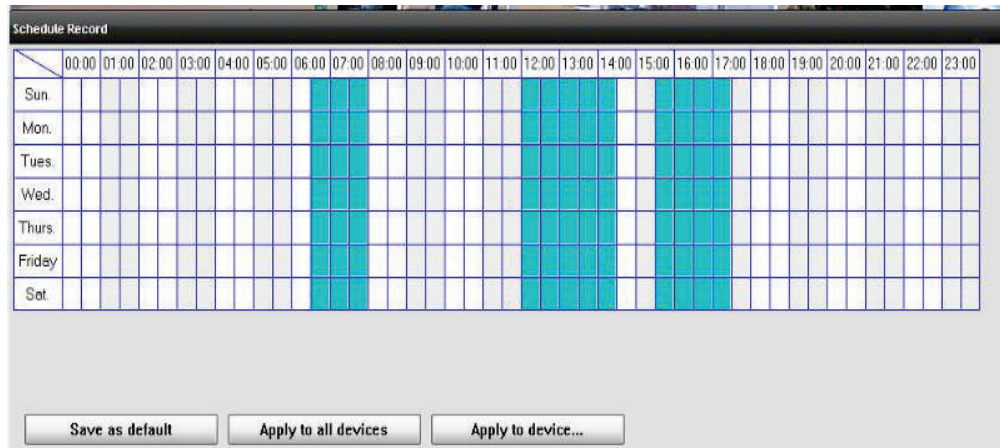 Schedule Record
00:00 01:00 02:00 03:00 04:00 05:00 06:00 07:00 08:00 09:00 10:00 11:00 12:00 13:00 14:00 15:00 16:00 17:00 18:00 19:00 20:00 21:00 22:00 23:00
Sun.
Mon.
Tues.
Wed.
Thurs.
Friday
Sat.
Save as default Apply to all devices Apply to device...